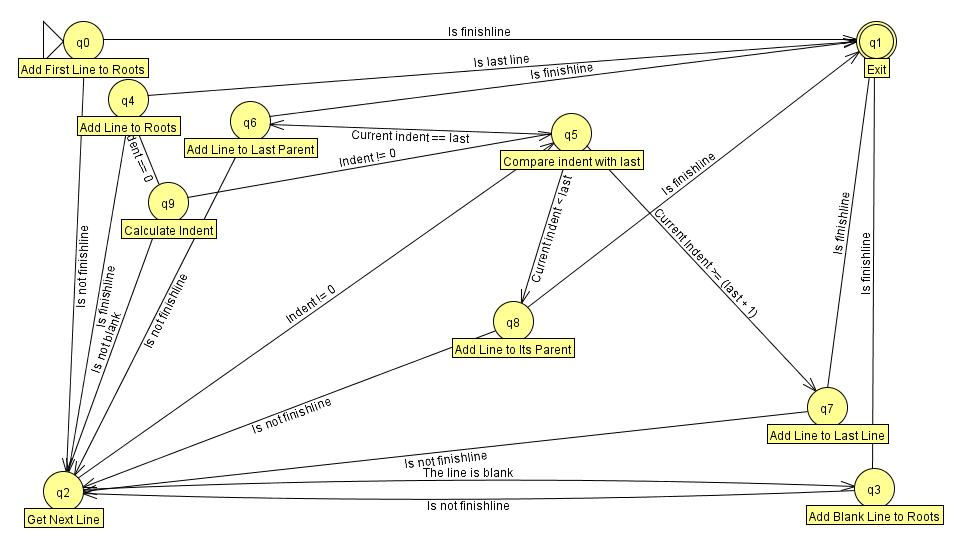 q0
Is finishline
q1
Add First Line to Roots
Is last line
Exit
q4
Is finishline
Add Line to Roots
q6
Current indent == last
q5
Add Line to Last Parent
Indent != 0
Compare indent with last
dent == 0
q9
Calculate Indent
Is finishline
Current indent < last
Current Indent >= (last + 1)
Is finishline
Is finishline
Is not finishline
Is finishline
Is not finishline
Is not blank
Indent != 0
q8
Add Line to Its Parent
Is not finishline
q7
Add Line to Last Line
Is not finishline
The line is blank
q2
q3
Is not finishline
Get Next Line
Add Blank Line to Roots